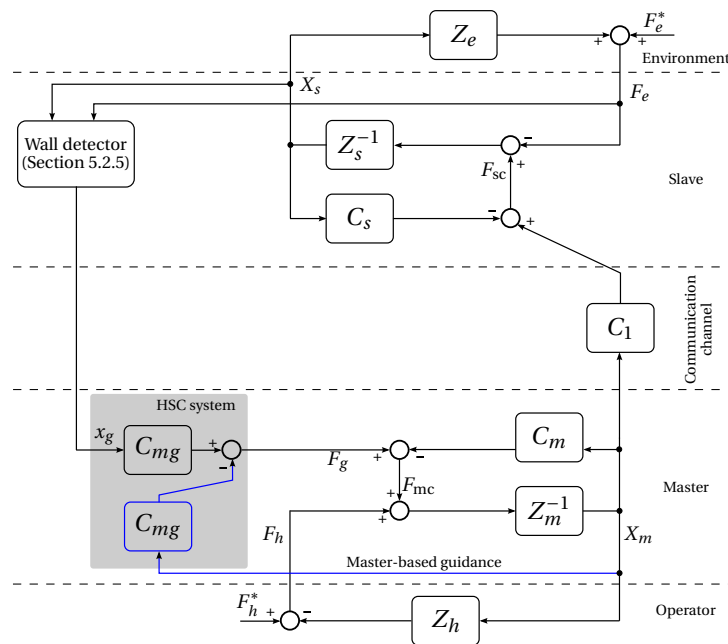 Z_e
F_e^*
+
+
Environment
X_s
F_e
Wall detector
(Section 5.2.5)
Z_s^{-1}
−
+
F_sc
Slave
C_s
−
+
C_1
Communication
channel
HSC system
x_g
C_mg
+
−
F_g
+
−
C_m
F_mc
+
+
Z_m^{-1}
Master
C_mg
F_h
X_m
Master-based guidance
F_h^*
+
−
Z_h
Operator